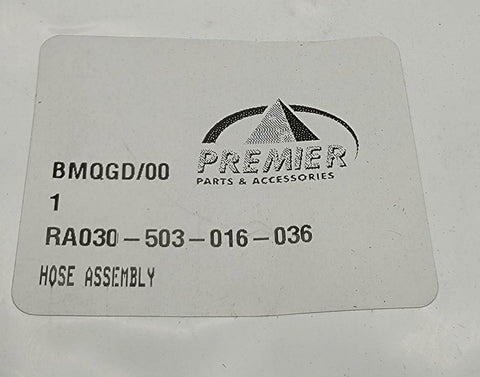 PREMIER
PARTS & ACCESSORIES
BMQGD/00
1
RA030-503-016-036
HOSE ASSEMBLY